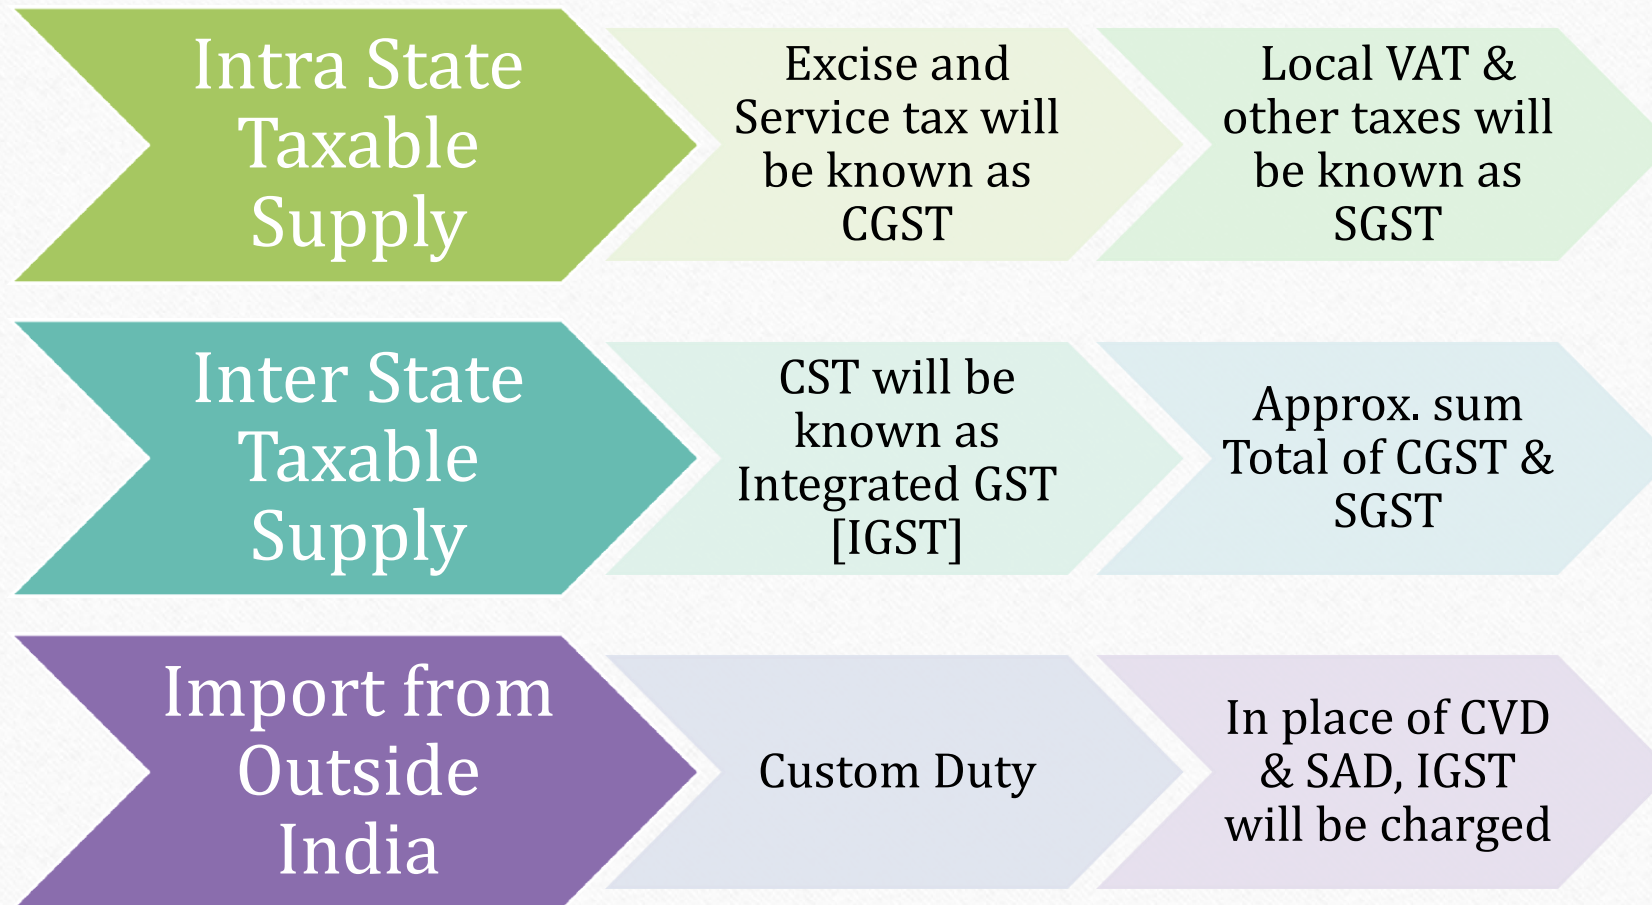 Intra State
Taxable
Supply
Excise and
Service tax will
be known as
CGST
Local VAT &
other taxes will
be known as
SGST
Inter State
Taxable
Supply
CST will be
known as
Integrated GST
[IGST]
Approx. sum
Total of CGST &
SGST
Import from
Outside
India
Custom Duty
In place of CVD
& SAD, IGST
will be charged